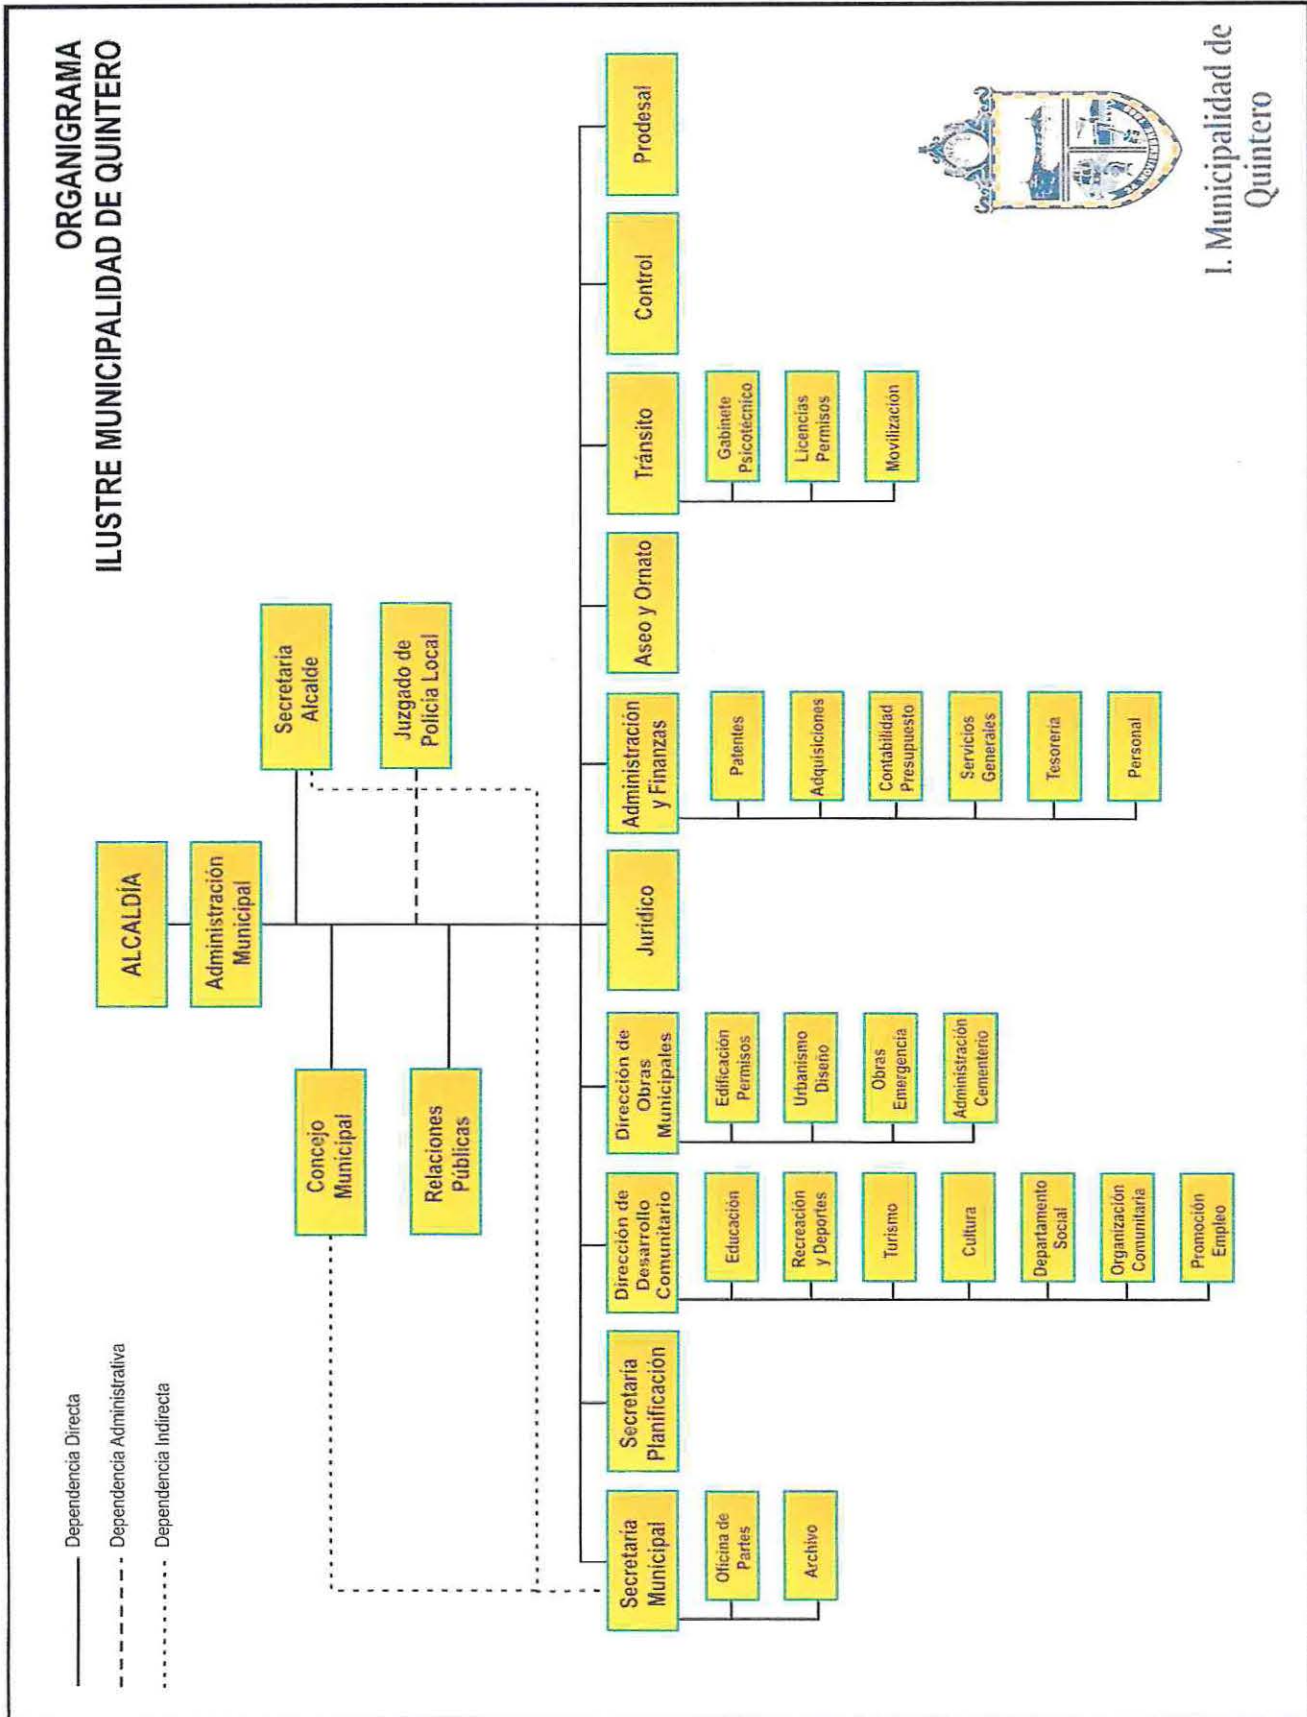 ORGANIGRAMA
ILUSTRE MUNICIPALIDAD DE QUINTERO
Dependencia Directa
Dependencia Administrativa
Dependencia Indirecta
ALCALDÍA
Administración
Municipal
Secretaria
Alcalde
Concejo
Municipal
Juzgado de
Policía Local
Relaciones
Públicas
Secretaría
Municipal
Oficina de
Partes
Archivo
Secretaria
Planificación
Dirección de
Desarrollo
Comunitario
Educación
Recreación
y Deportes
Turismo
Cultura
Departamento
Social
Organización
Comunitaria
Promoción
Empleo
Dirección de
Obras
Municipales
Edificación
Permisos
Urbanismo
Diseño
Obras
Emergencia
Administración
Cementerio
Jurídico
Administración
y Finanzas
Patentes
Adquisiciones
Contabilidad
Presupuesto
Servicios
Generales
Tesorería
Personal
Aseo y Ornato
Tránsito
Gabinete
Psicotécnico
Licencias
Permisos
Movilización
Control
Prodesal
I. Municipalidad de
Quintero